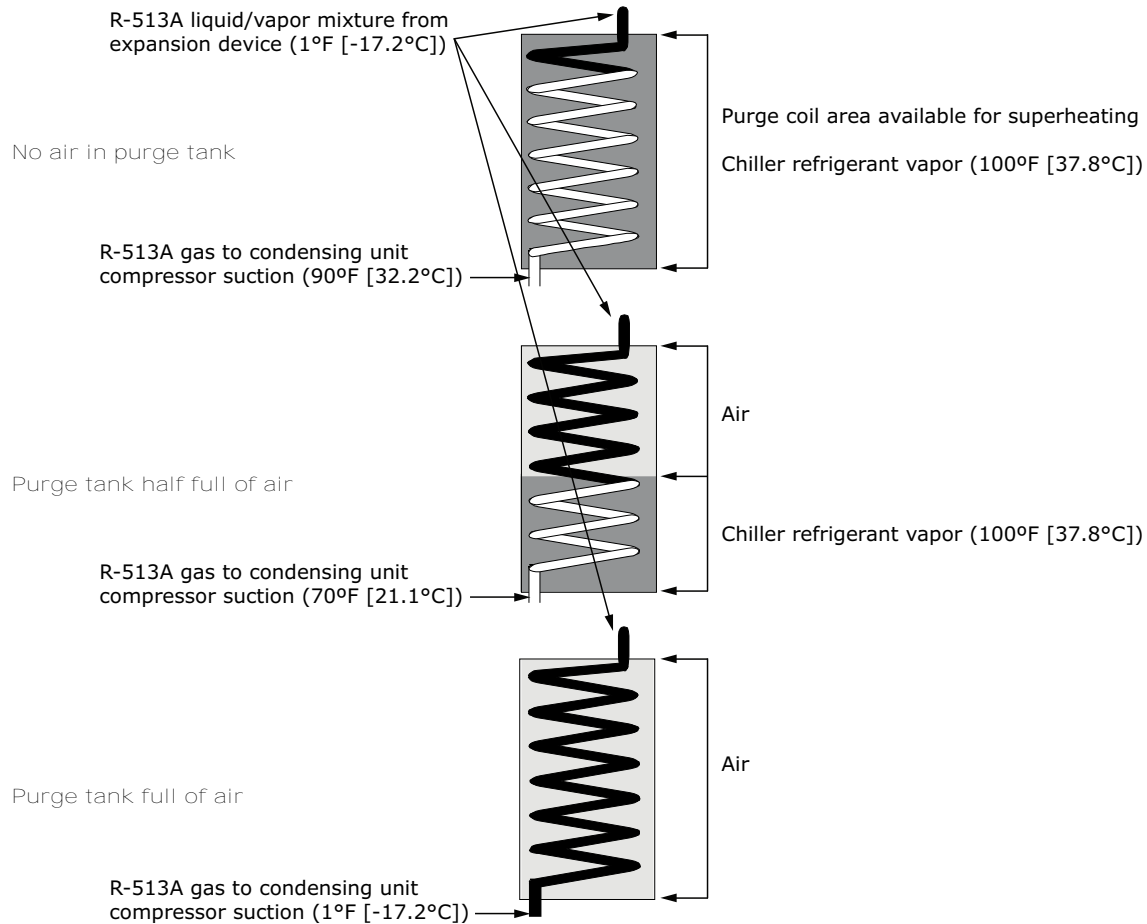 R-513A liquid/vapor mixture from
expansion device (1°F [-17.2°C])
Purge coil area available for superheating
No air in purge tank
Chiller refrigerant vapor (100ºF [37.8°C])
R-513A gas to condensing unit
compressor suction (90ºF [32.2°C])
Air
Purge tank half full of air
Chiller refrigerant vapor (100ºF [37.8°C])
R-513A gas to condensing unit
compressor suction (70ºF [21.1°C])
Air
Purge tank full of air
R-513A gas to condensing unit
compressor suction (1°F [-17.2°C])